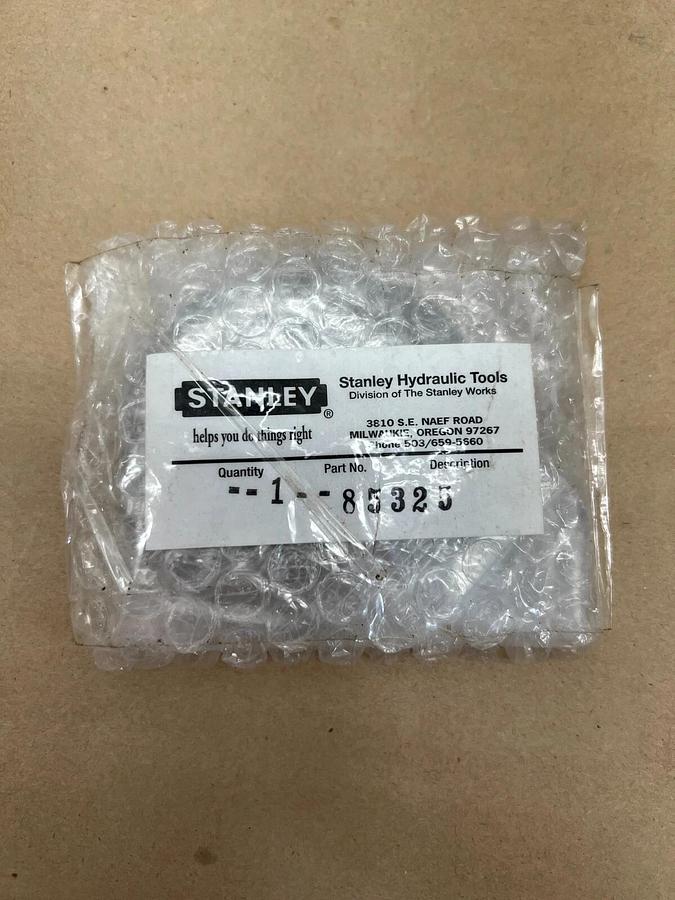 STANLEY®
helps you do things right
Stanley Hydraulic Tools
Division of The Stanley Works
3810 S.E. NAEF ROAD
MILWAUKIE, OREGON 97267
Phone 503/659-5660
Quantity Part No. Description
--1--85325